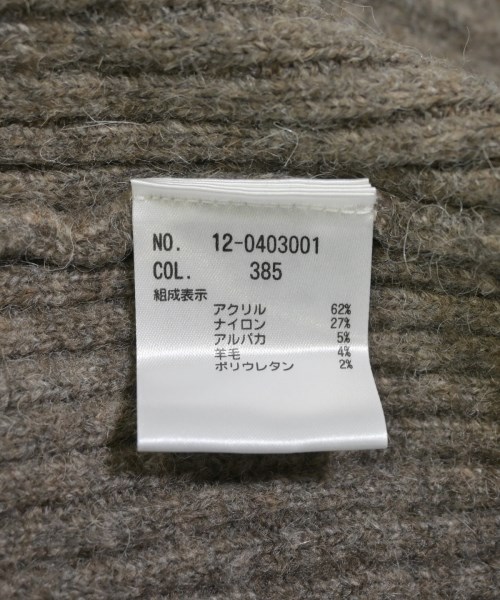 NO. 12-0403001
COL. 385
組成表示
アクリル 62%
ナイロン 27%
アルパカ 5%
羊毛 4%
ポリウレタン 2%